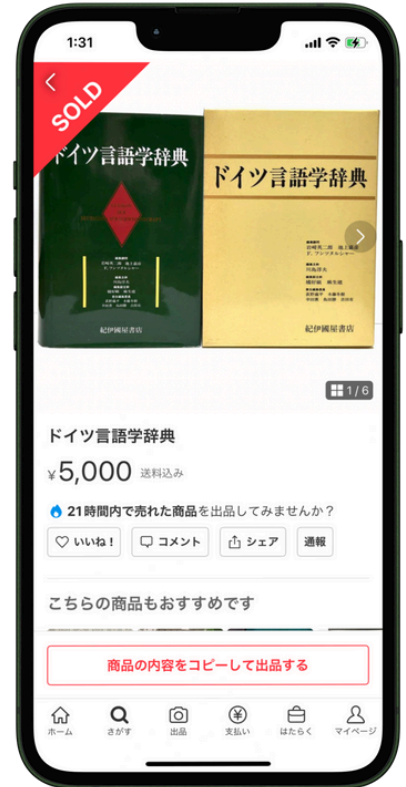 1:31
SOLD
ドイツ言語学辞典
紀伊國屋書店
ドイツ言語学辞典
紀伊國屋書店
1/6
ドイツ言語学辞典
¥5,000 送料込み
21時間内で売れた商品を出品してみませんか？
いいね！
コメント
シェア
通報
こちらの商品もおすすめです
商品の内容をコピーして出品する
ホーム
さがす
出品
支払い
はたらく
マイページ